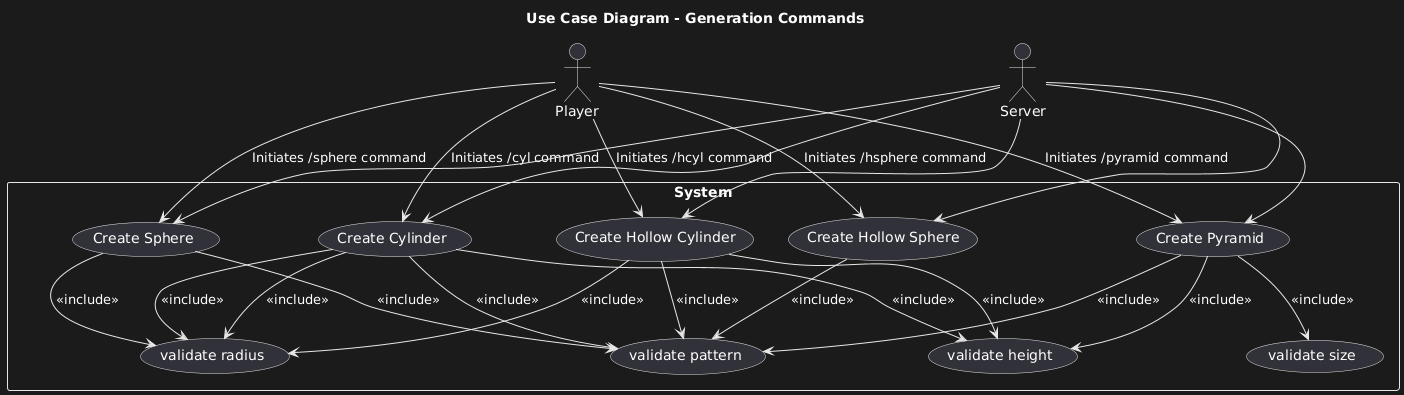 Use Case Diagram - Generation Commands
Player
Server
Initiates /sphere command
Initiates /cyl command
Initiates /hcyl command
Initiates /hsphere command
Initiates /pyramid command
System
Create Sphere
Create Cylinder
Create Hollow Cylinder
Create Hollow Sphere
Create Pyramid
«include»
«include»
«include»
«include»
«include»
«include»
«include»
«include»
«include»
«include»
«include»
«include»
«include»
validate radius
validate pattern
validate height
validate size